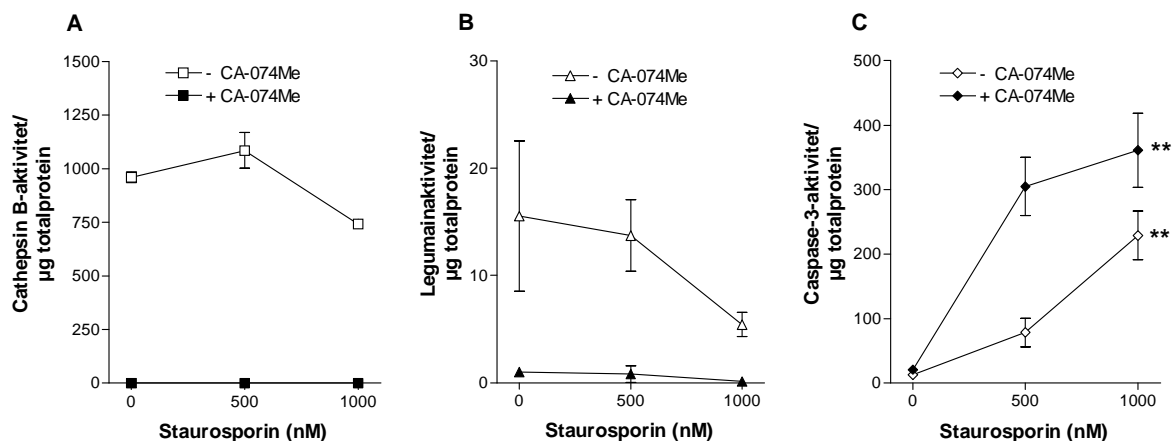 A
- CA-074Me
+ CA-074Me
Cathepsin B-aktivitet/
µg totalprotein
1500
1250
1000
750
500
250
0
0 500 1000
Staurosporin (nM)
B
- CA-074Me
+ CA-074Me
Legumainaktivitet/
µg totalprotein
30
20
10
0
0 500 1000
Staurosporin (nM)
C
- CA-074Me
+ CA-074Me
Caspase-3-aktivitet/
µg totalprotein
500
400
300
200
100
0
**
**
0 500 1000
Staurosporin (nM)